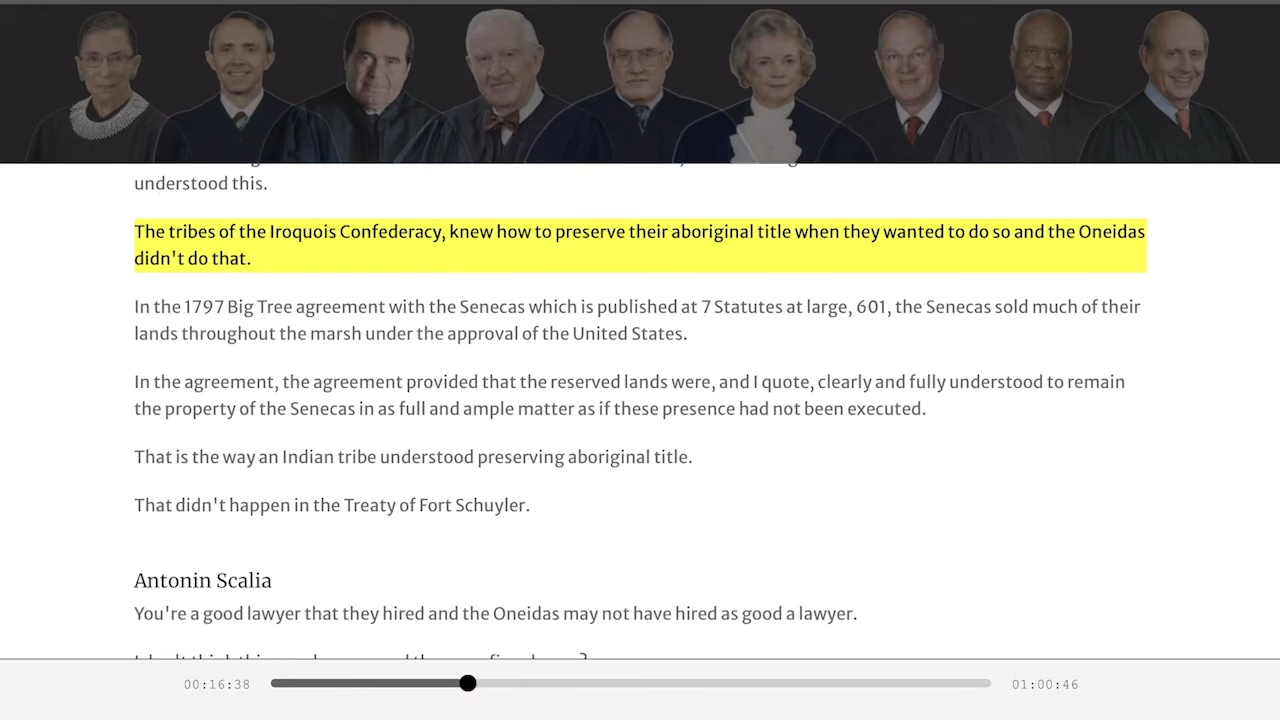 understood this.
The tribes of the Iroquois Confederacy, knew how to preserve their aboriginal title when they wanted to do so and the Oneidas
didn't do that.
In the 1797 Big Tree agreement with the Senecas which is published at 7 Statutes at large, 601, the Senecas sold much of their
lands throughout the marsh under the approval of the United States.
In the agreement, the agreement provided that the reserved lands were, and I quote, clearly and fully understood to remain
the property of the Senecas in as full and ample matter as if these presence had not been executed.
That is the way an Indian tribe understood preserving aboriginal title.
That didn't happen in the Treaty of Fort Schuyler.
Antonin Scalia
You're a good lawyer that they hired and the Oneidas may not have hired as good a lawyer.
00:16:38
01:00:46